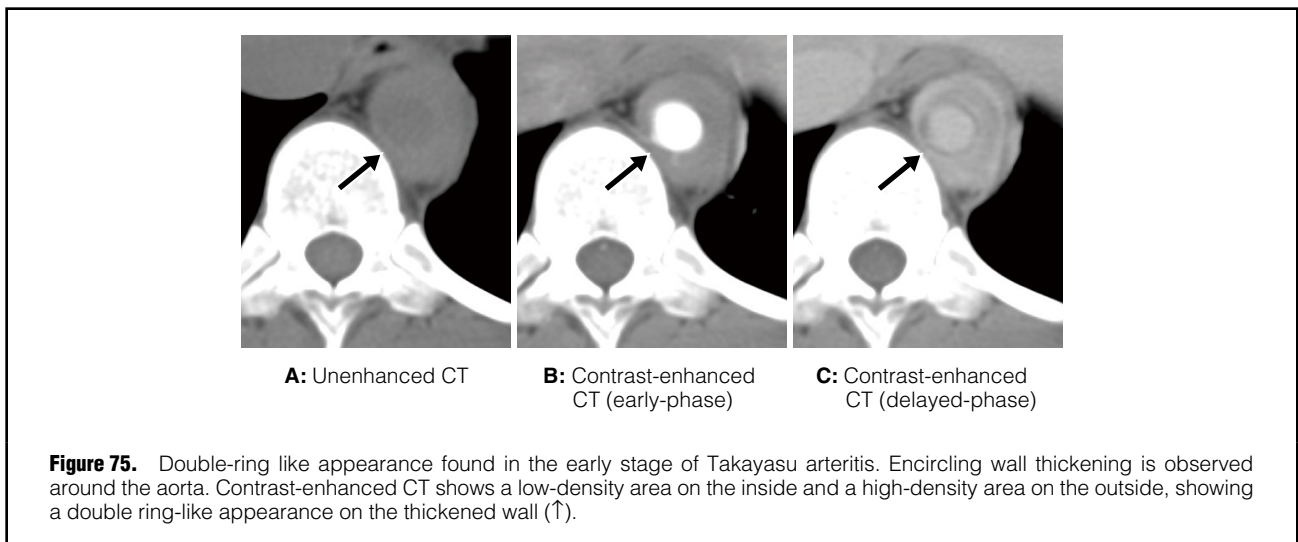 A: Unenhanced CT
B: Contrast-enhanced
CT (early-phase)
C: Contrast-enhanced
CT (delayed-phase)
Figure 75. Double-ring like appearance found in the early stage of Takayasu arteritis. Encircling wall thickening is observed
around the aorta. Contrast-enhanced CT shows a low-density area on the inside and a high-density area on the outside, showing
a double ring-like appearance on the thickened wall (↑).